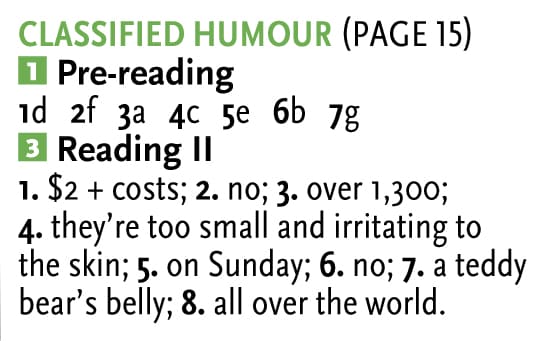 CLASSIFIED HUMOUR (PAGE 15)
1 Pre-reading
1d 2f 3a 4c 5e 6b 7g
3 Reading II
1. $2 + costs; 2. no; 3. over 1,300;
4. they're too small and irritating to
the skin; 5. on Sunday; 6. no; 7. a teddy
bear's belly; 8. all over the world.